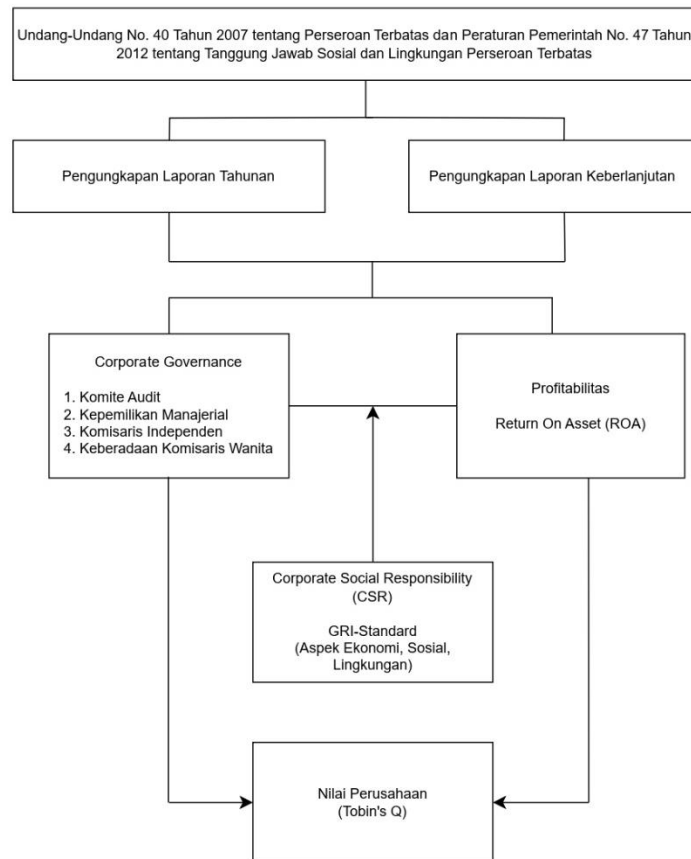 Undang-Undang No. 40 Tahun 2007 tentang Perseroan Terbatas dan Peraturan Pemerintah No. 47 Tahun
2012 tentang Tanggung Jawab Sosial dan Lingkungan Perseroan Terbatas
Pengungkapan Laporan Tahunan
Pengungkapan Laporan Keberlanjutan
Corporate Governance
1. Komite Audit
2. Kepemilikan Manajerial
3. Komisaris Independen
4. Keberadaan Komisaris Wanita
Profitabilitas
Return On Asset (ROA)
Corporate Social Responsibility
(CSR)
GRI-Standard
(Aspek Ekonomi, Sosial,
Lingkungan)
Nilai Perusahaan
(Tobin's Q)